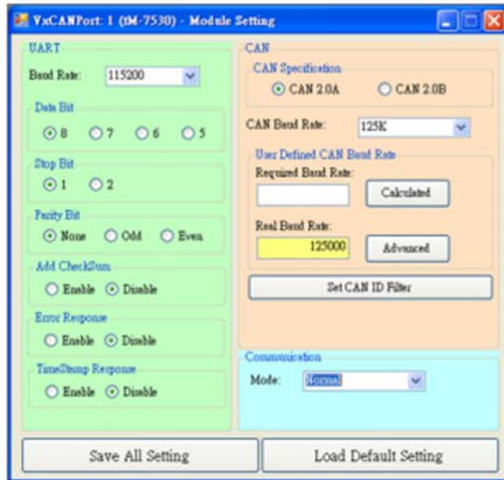 VxCANPort: 1 (tM-7530) - Module Setting
UART
Baud Rate: 115200
Data Bit
8 7 6 5
Stop Bit
1 2
Parity Bit
None Odd Even
Add CheckSum
Enable Disable
Error Response
Enable Disable
TimeStamp Response
Enable Disable
CAN
CAN Specification
CAN 2.0A CAN 2.0B
CAN Baud Rate: 125K
User Defined CAN Baud Rate
Required Baud Rate:
Calculated
Real Baud Rate:
125000 Advanced
Set CAN ID Filter
Communication
Mode: Normal
Save All Setting Load Default Setting